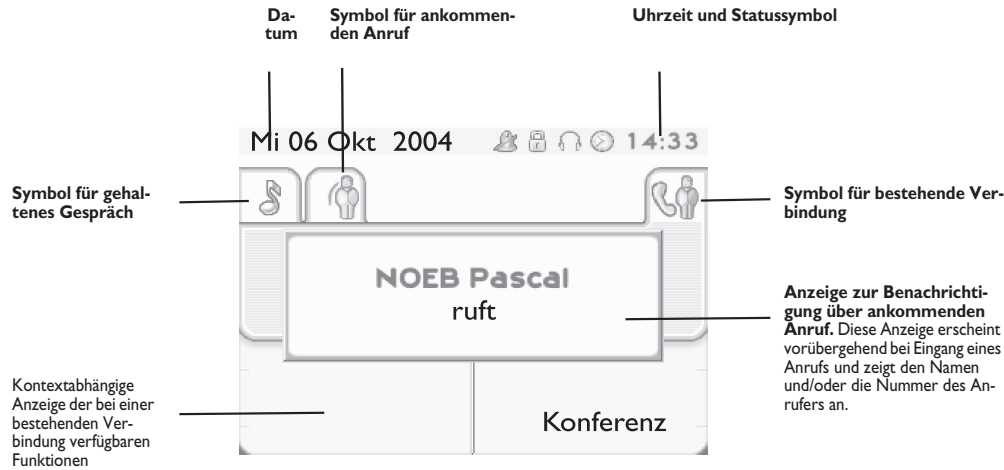 Da-
tum
Symbol für ankommen-
den Anruf
Uhrzeit und Statussymbol
Mi 06 Okt 2004 14:33
Symbol für gehal-
tenes Gespräch
Symbol für bestehende Ver-
bindung
NOEB Pascal
ruft
Anzeige zur Benachrichti-
gung über ankommenden
Anruf. Diese Anzeige erscheint
vorübergehend bei Eingang eines
Anrufs und zeigt den Namen
und/oder die Nummer des An-
rufers an.
Kontextabhängige
Anzeige der bei einer
bestehenden Ver-
bindung verfügbaren
Funktionen
Konferenz